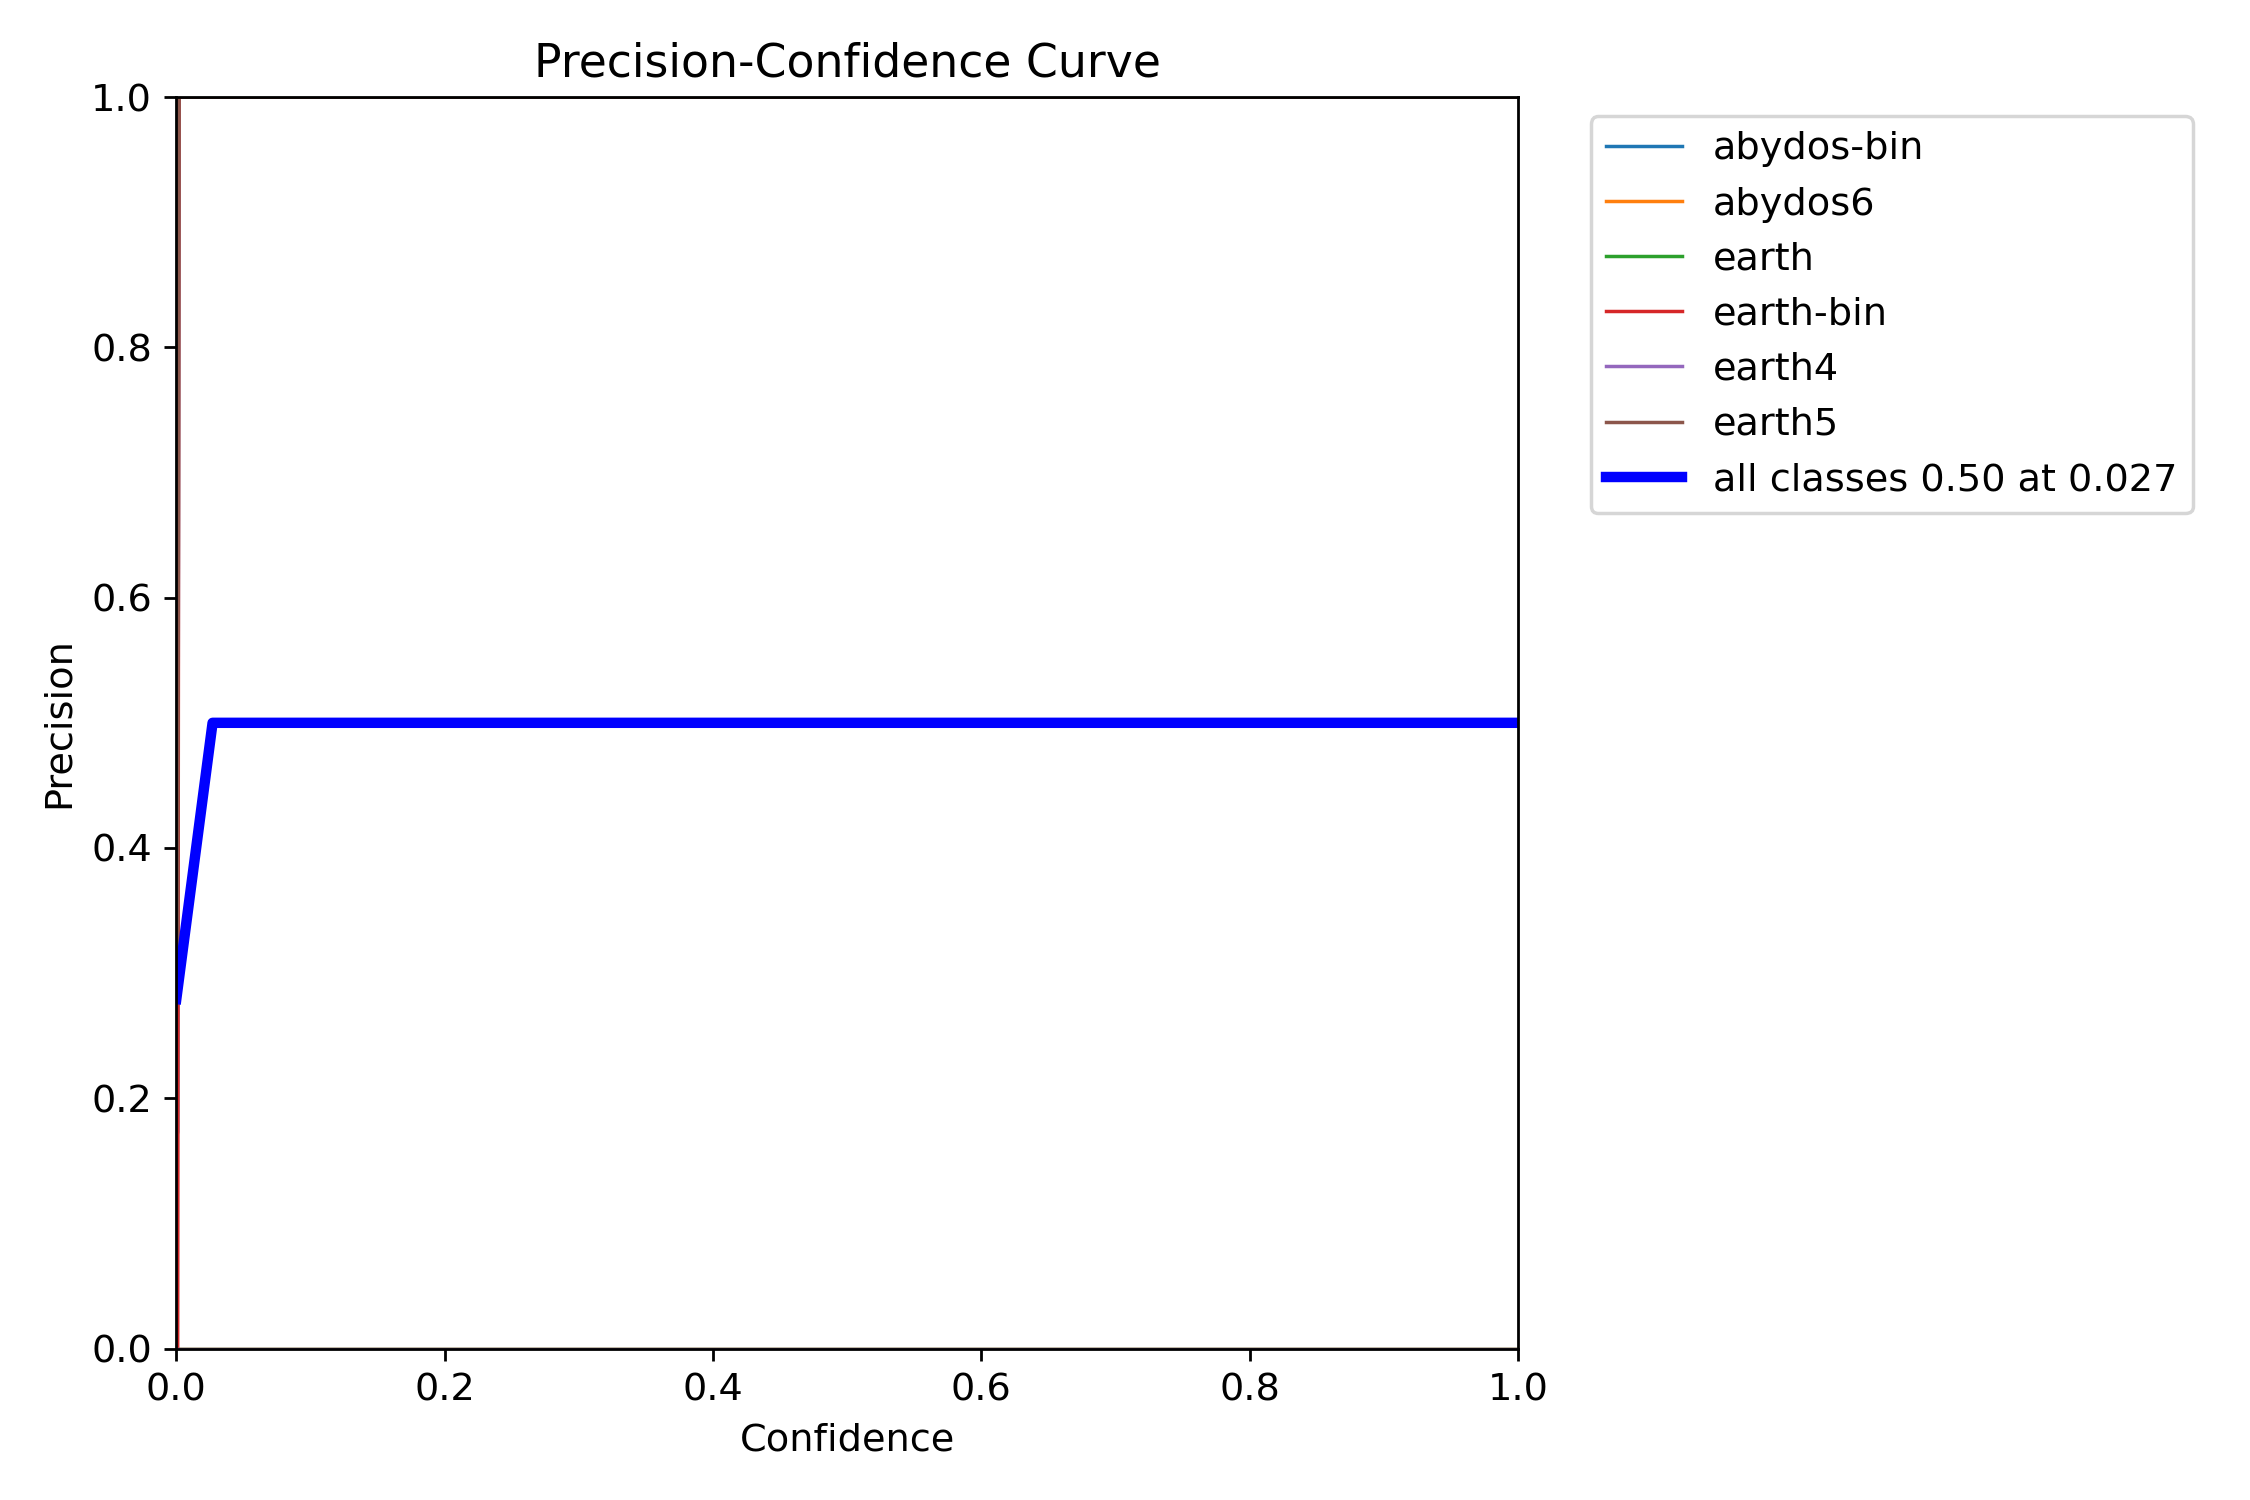 Precision-Confidence Curve
1.0
0.8
0.6
0.4
0.2
0.0
Precision
0.0 0.2 0.4 0.6 0.8 1.0
Confidence
abydos-bin
abydos6
earth
earth-bin
earth4
earth5
all classes 0.50 at 0.027